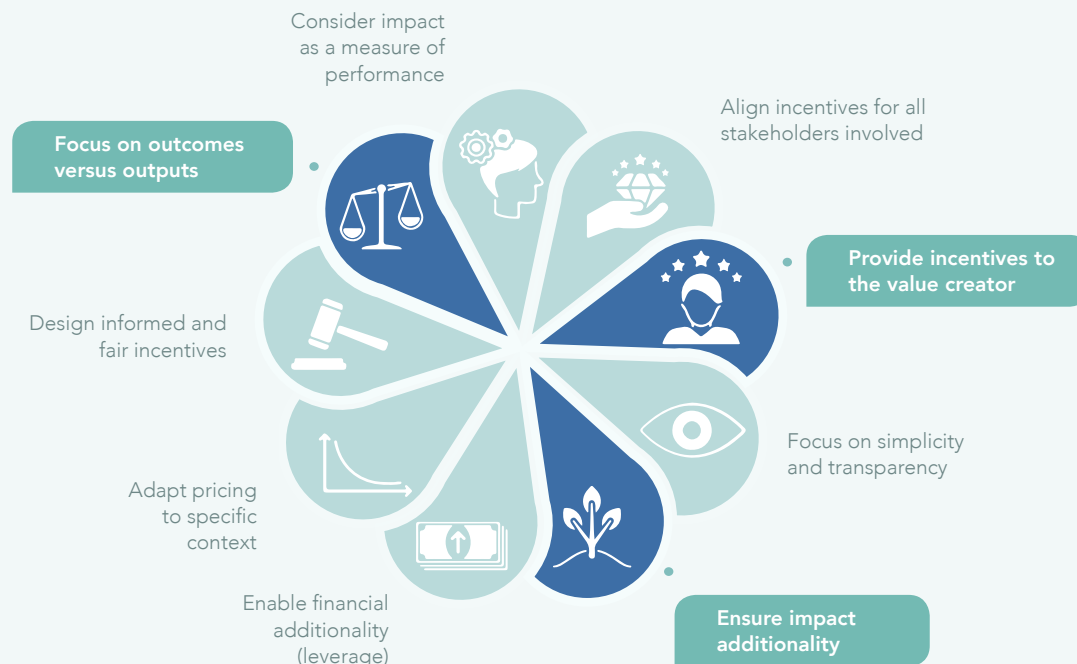 Consider impact
as a measure of
performance
Align incentives for all
stakeholders involved
Focus on outcomes
versus outputs
Provide incentives to
the value creator
Design informed and
fair incentives
Focus on simplicity
and transparency
Adapt pricing
to specific
context
Enable financial
additionality
(leverage)
Ensure impact
additionality